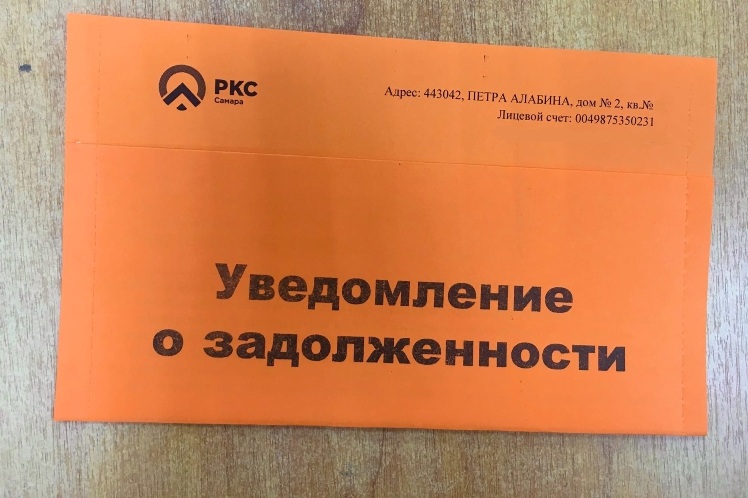 РКС
Самара
Адрес: 443042, ПЕТРА АЛАБИНА, дом № 2, кв.№
Лицевой счет: 0049875350231
Уведомление
о задолженности